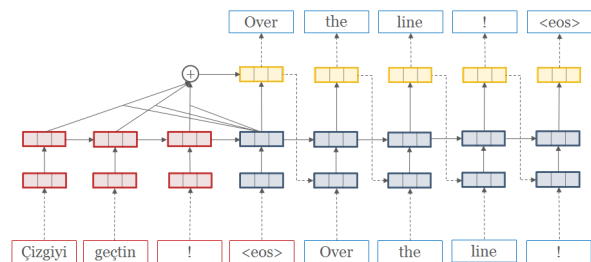 Over the line ! <eos>
+
Çizgiyi geçtin ! <eos> Over the line !